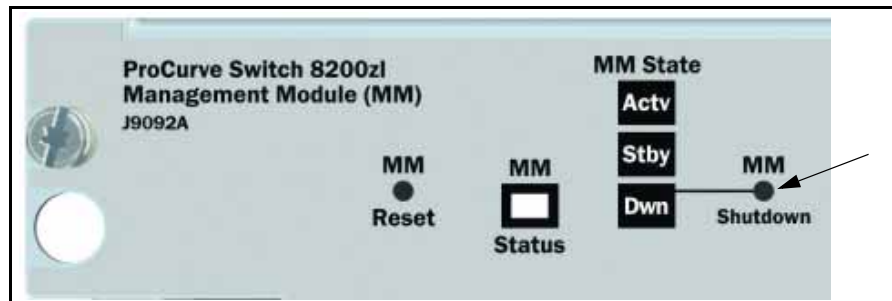 ProCurve Switch 8200zl
Management Module (MM)
J9092A
MM
Reset
MM
Status
MM State
Actv
Stby
Dwn
MM
Shutdown